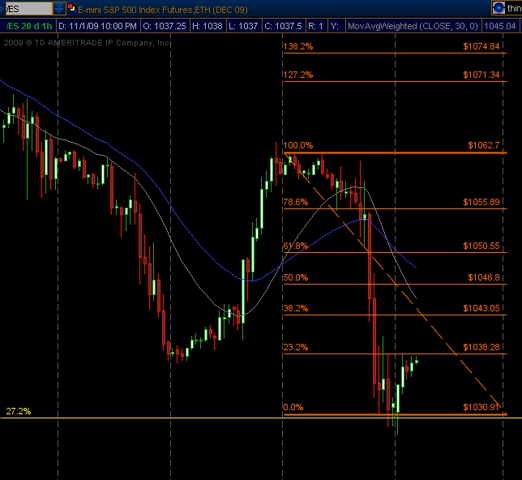 /ES
E-mini S&P 500 Index Futures,ETH (DEC 09)
thin
/ES 20 d 1h
D: 11/1/09 10:00 PM
O: 1037.25
H: 1038
L: 1037
C: 1037.5
R: 1
Y:
MovAvgWeighted (CLOSE, 30, 0)
1045.04
2009 © TD AMERITRADE IP Company, Inc.
138.2%
$1074.84
127.2%
$1071.34
100.0%
$1062.7
78.6%
$1055.89
61.8%
$1050.55
50.0%
$1046.8
38.2%
$1043.05
23.2%
$1038.28
0.0%
$1030.91
27.2%